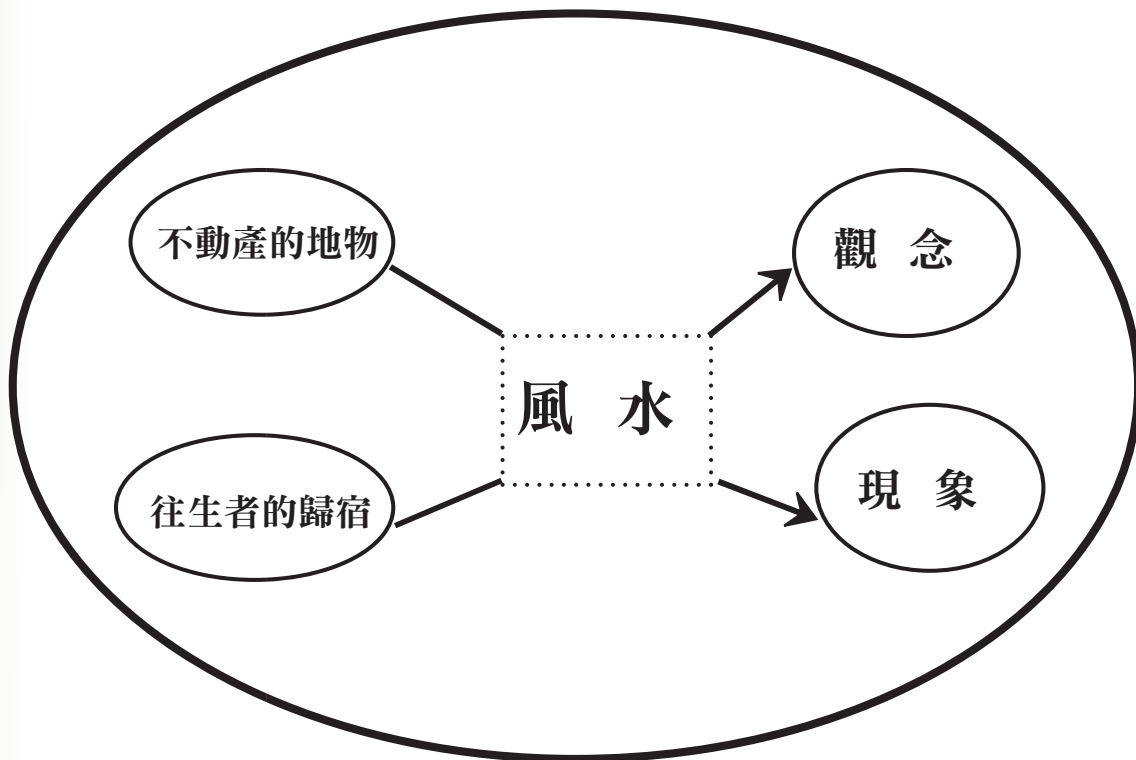 不動產的地物
觀 念
風 水
往生者的歸宿
現 象